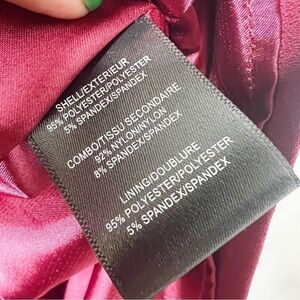 SHELL/EXTERIEUR
95% POLYESTER/POLYESTER
5% SPANDEX/SPANDEX
COMBO/TISSU SECONDAIRE
92% NYLON/NYLON
8% SPANDEX/SPANDEX
LINING/DOUBLURE
95% POLYESTER/POLYESTER
5% SPANDEX/SPANDEX